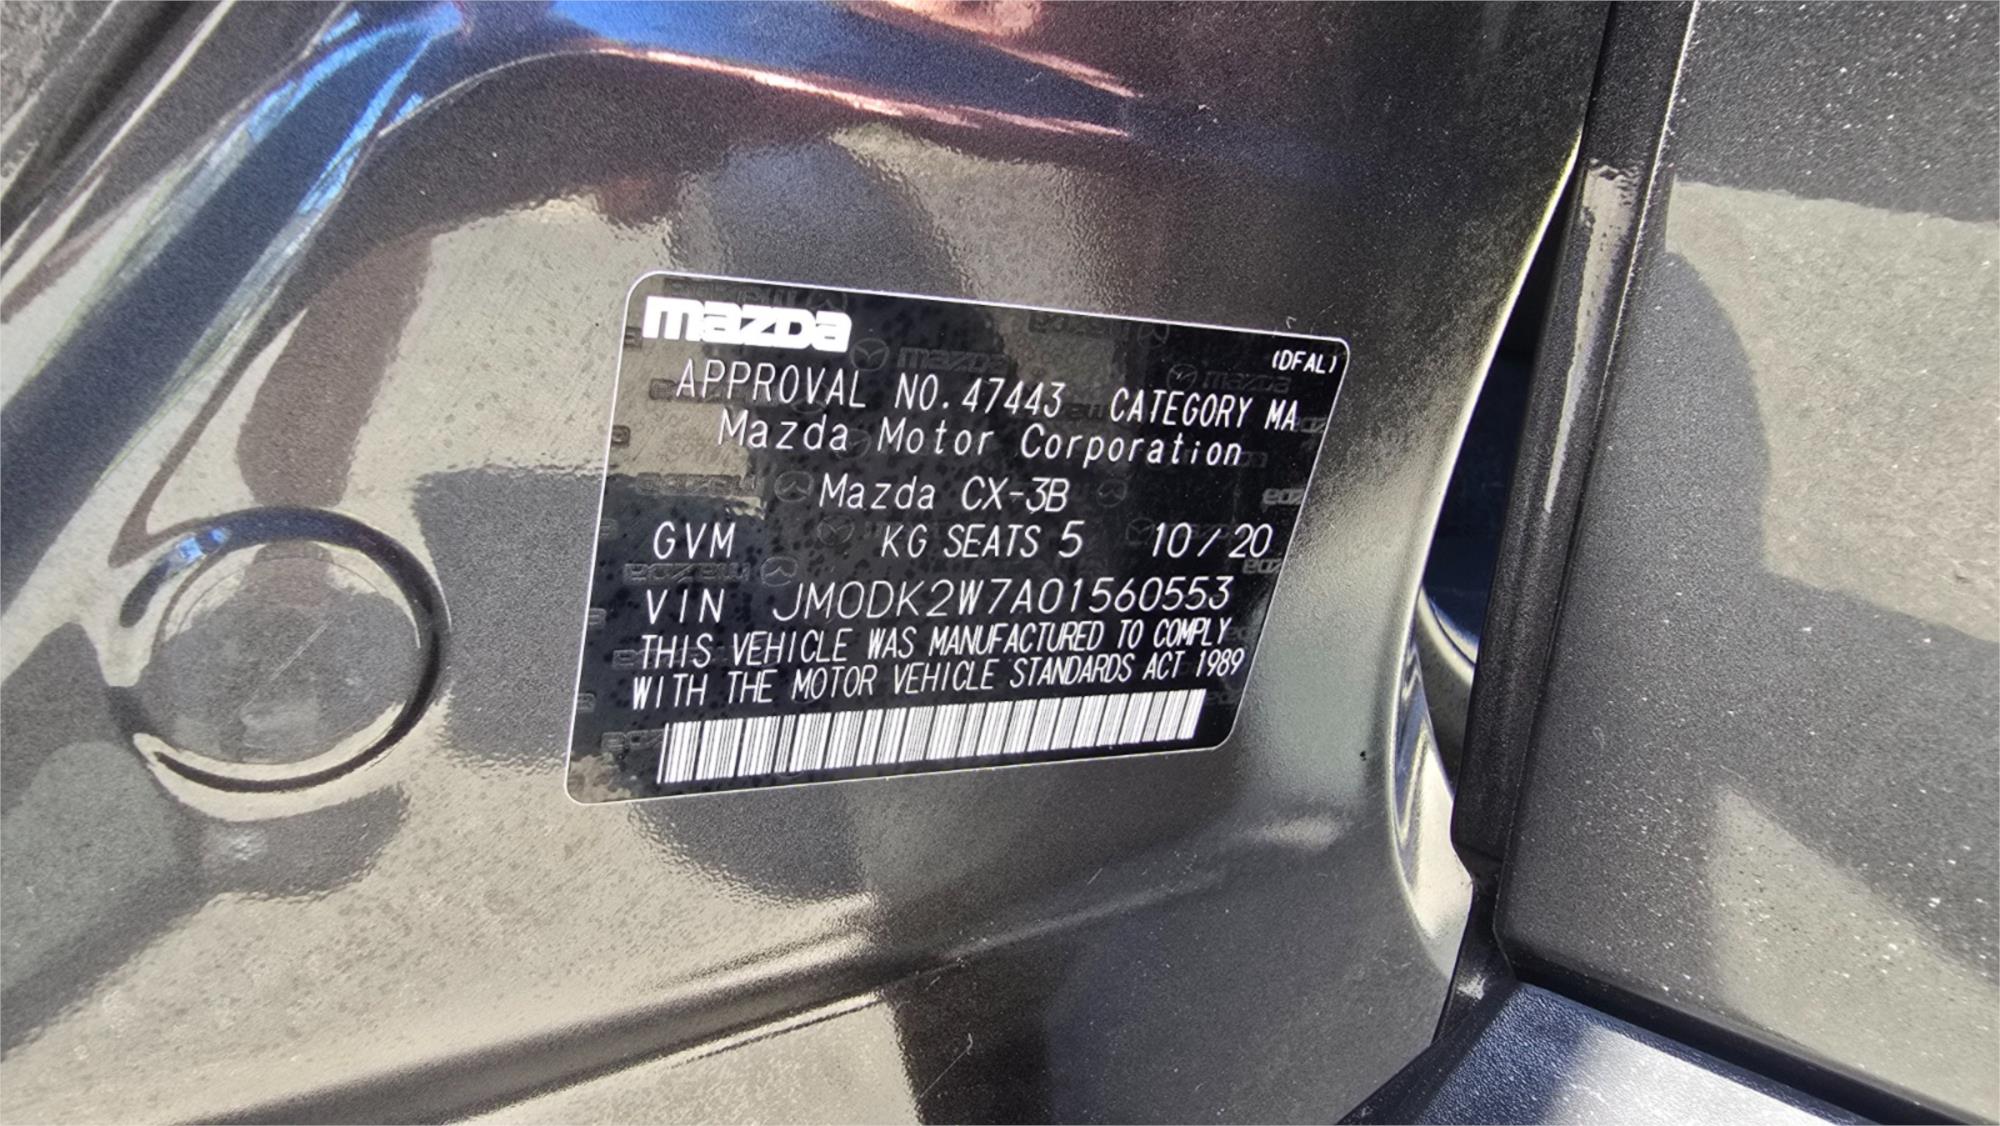 mazda
(DFAL)
APPROVAL NO. 47443 CATEGORY MA
Mazda Motor Corporation
Mazda CX-3B
GVM KG SEATS 5 10/20
VIN JM0DK2W7A01560553
THIS VEHICLE WAS MANUFACTURED TO COMPLY
WITH THE MOTOR VEHICLE STANDARDS ACT 1989